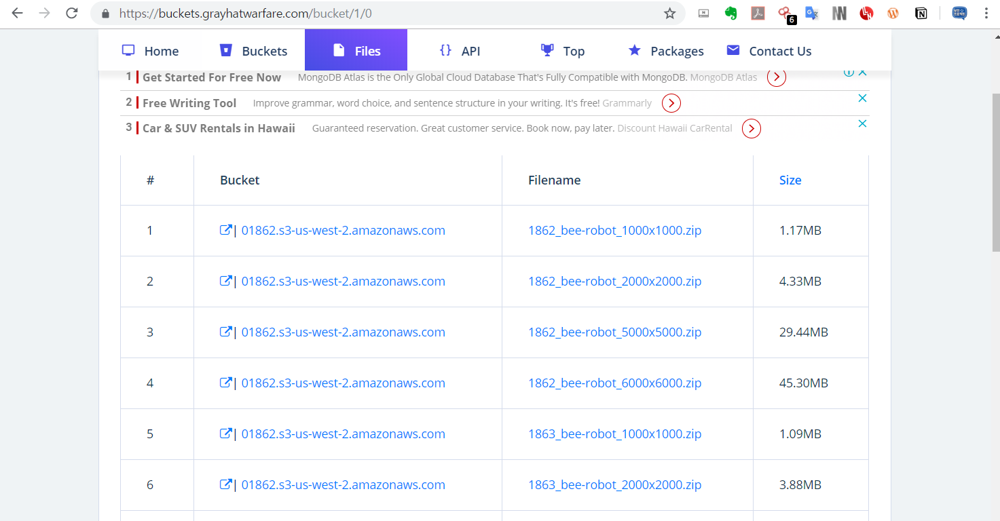 https://buckets.grayhatwarfare.com/bucket/1/0
6
Home Buckets Files {} API Top Packages Contact Us
1 Get Started For Free Now MongoDB Atlas is the Only Global Cloud Database That's Fully Compatible with MongoDB. MongoDB Atlas
2 Free Writing Tool Improve grammar, word choice, and sentence structure in your writing. It's free! Grammarly
3 Car & SUV Rentals in Hawaii Guaranteed reservation. Great customer service. Book now, pay later. Discount Hawaii CarRental
# Bucket Filename Size
1 | 01862.s3-us-west-2.amazonaws.com 1862_bee-robot_1000x1000.zip 1.17MB
2 | 01862.s3-us-west-2.amazonaws.com 1862_bee-robot_2000x2000.zip 4.33MB
3 | 01862.s3-us-west-2.amazonaws.com 1862_bee-robot_5000x5000.zip 29.44MB
4 | 01862.s3-us-west-2.amazonaws.com 1862_bee-robot_6000x6000.zip 45.30MB
5 | 01862.s3-us-west-2.amazonaws.com 1863_bee-robot_1000x1000.zip 1.09MB
6 | 01862.s3-us-west-2.amazonaws.com 1863_bee-robot_2000x2000.zip 3.88MB